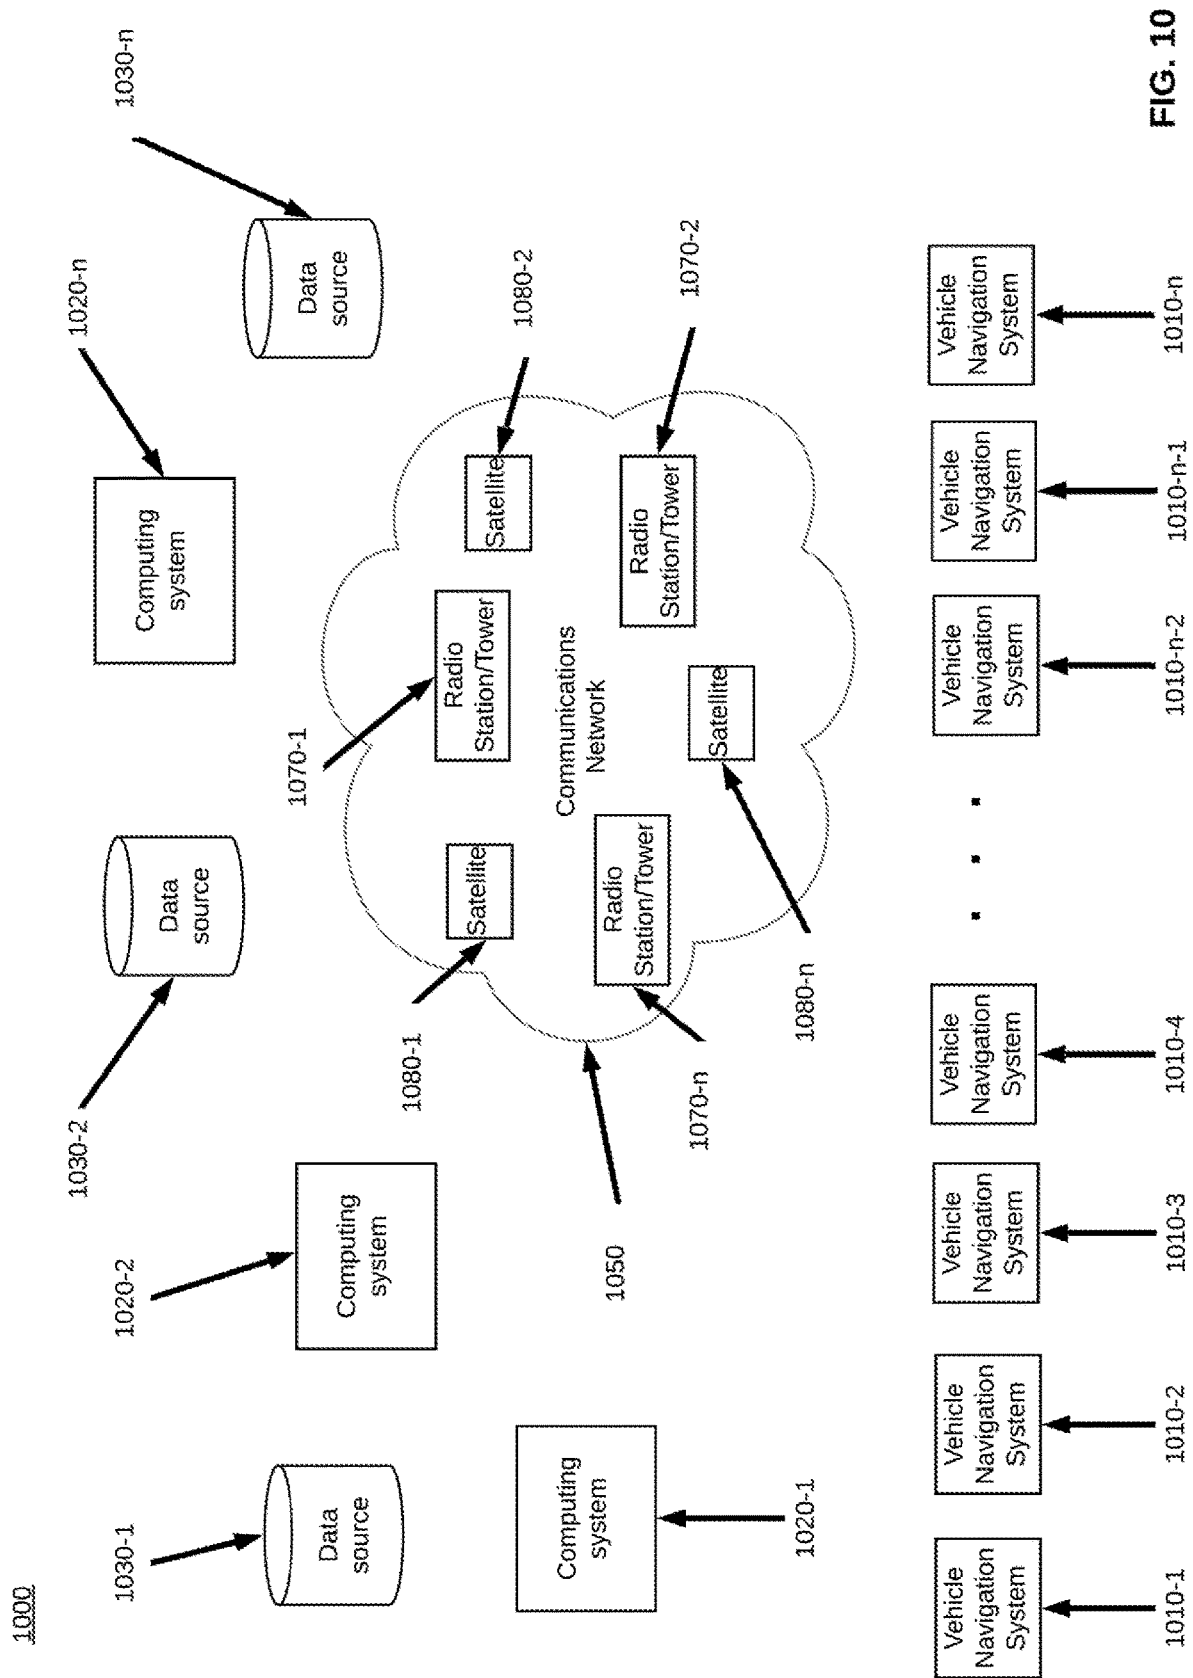 1000
1030-1
Data
source
1020-2
Computing
system
1030-2
Data
source
1020-n
Computing
system
1030-n
Data
source
1020-1
Computing
system
1050
1080-1
Satellite
1070-1
Radio
Station/Tower
1080-2
Satellite
Communications
Network
1070-n
Radio
Station/Tower
1080-n
Satellite
1070-2
Radio
Station/Tower
Vehicle
Navigation
System
Vehicle
Navigation
System
Vehicle
Navigation
System
Vehicle
Navigation
System
. . .
Vehicle
Navigation
System
Vehicle
Navigation
System
Vehicle
Navigation
System
1010-1
1010-2
1010-3
1010-4
1010-n-2
1010-n-1
1010-n
FIG. 10